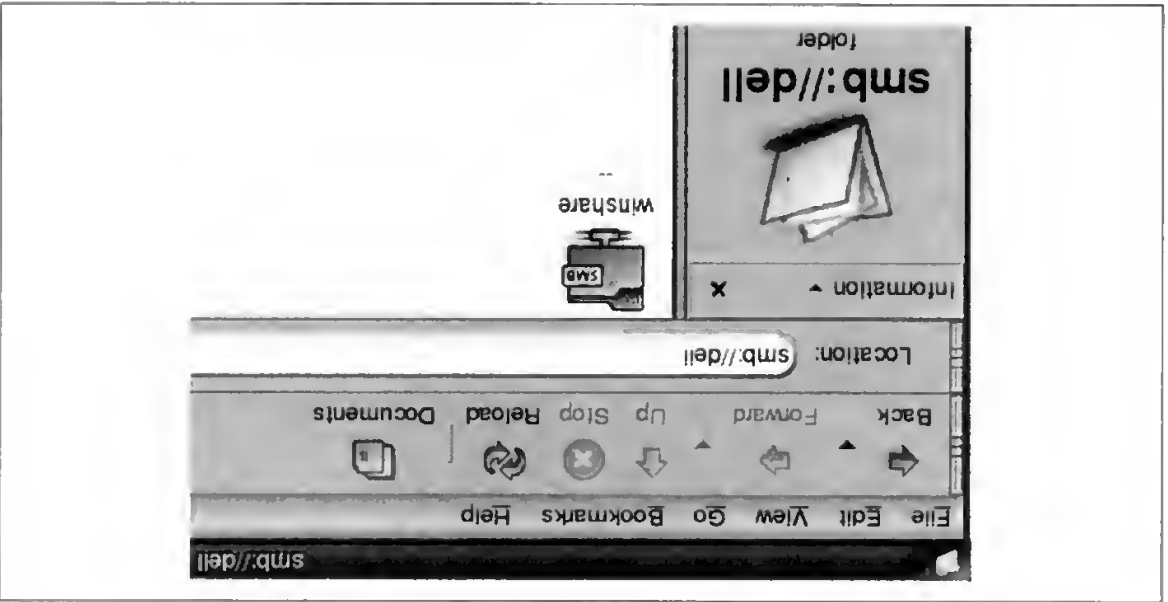 smb://dell
File Edit View Go Bookmarks Help
Back Forward Up Stop Reload Documents
Location: smb://dell
Information
SMB
winshare
--
smb://dell
folder